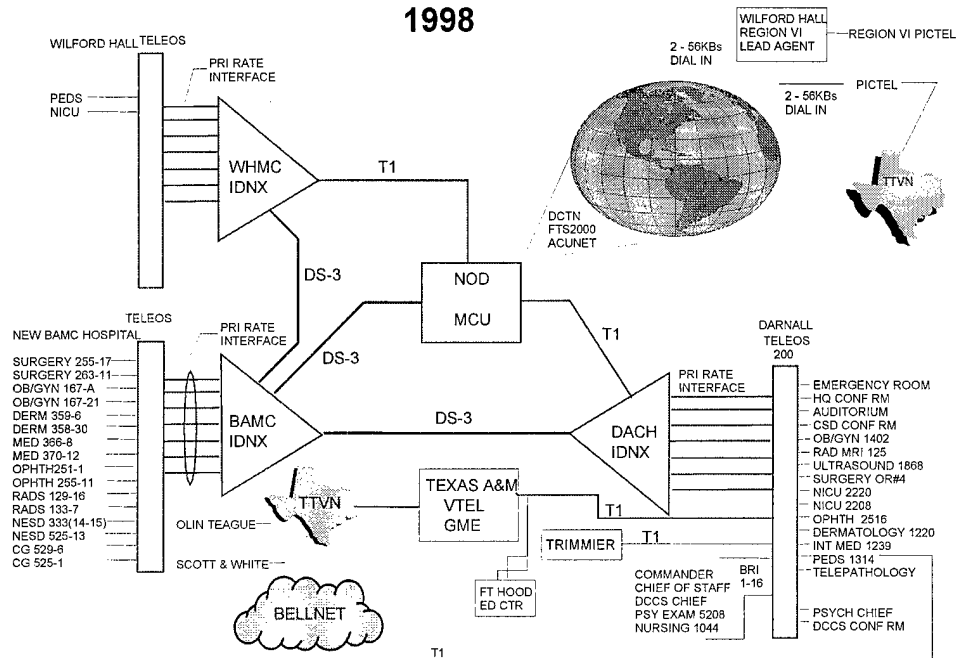 1998
WILFORD HALL
TELEOS
PRI RATE
INTERFACE
PEDS
NICU
WHMC
IDNX
T1
DS-3
2 - 56KBs
DIAL IN
WILFORD HALL
REGION VI
LEAD AGENT
REGION VI PICTEL
PICTEL
2 - 56KBs
DIAL IN
TTVN
DCTN
FTS2000
ACUNET
NOD
MCU
DS-3
T1
TELEOS
NEW BAMC HOSPITAL
PRI RATE
INTERFACE
SURGERY 255-17
SURGERY 263-11
OB/GYN 167-A
OB/GYN 167-21
DERM 359-6
DERM 358-30
MED 366-8
MED 370-12
OPHTH251-1
OPHTH 255-11
RADS 129-16
RADS 133-7
NESD 333(14-15)
NESD 525-13
CG 529-6
CG 525-1
BAMC
IDNX
DS-3
DACH
IDNX
PRI RATE
INTERFACE
DARNALL
TELEOS
200
EMERGENCY ROOM
HQ CONF RM
AUDITORIUM
CSD CONF RM
OB/GYN 1402
RAD MRI 125
ULTRASOUND 1868
SURGERY OR#4
NICU 2220
NICU 2208
OPHTH 2516
DERMATOLOGY 1220
INT MED 1239
PEDS 1314
TELEPATHOLOGY
PSYCH CHIEF
DCCS CONF RM
TTVN
OLIN TEAGUE
SCOTT & WHITE
TEXAS A&M
VTEL
GME
T1
TRIMMIER
T1
FT HOOD
ED CTR
BRI
1-16
COMMANDER
CHIEF OF STAFF
DCCS CHIEF
PSY EXAM 5208
NURSING 1044
BELLNET
T1